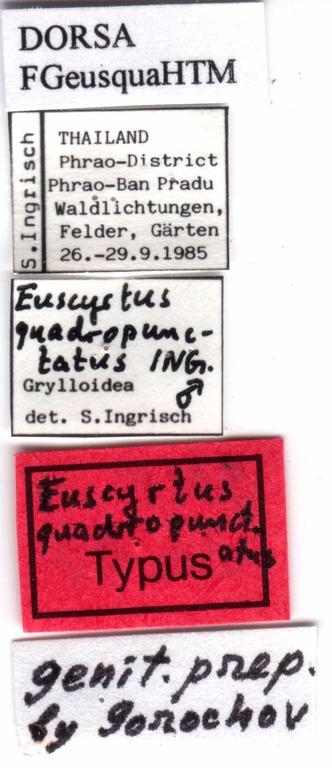 DORSA
FGeusquaHTM
S.Ingrisch
THAILAND
Phrao-District
Phrao-Ban Pradu
Waldlichtungen,
Felder, Gärten
26.-29.9.1985
Euscyrtus
quadropunc-
tatus ING.
Grylloidea ♂
det. S.Ingrisch
Euscyrtus
quadropunct.
atus
Typus
genit. prep.
by Gorochov